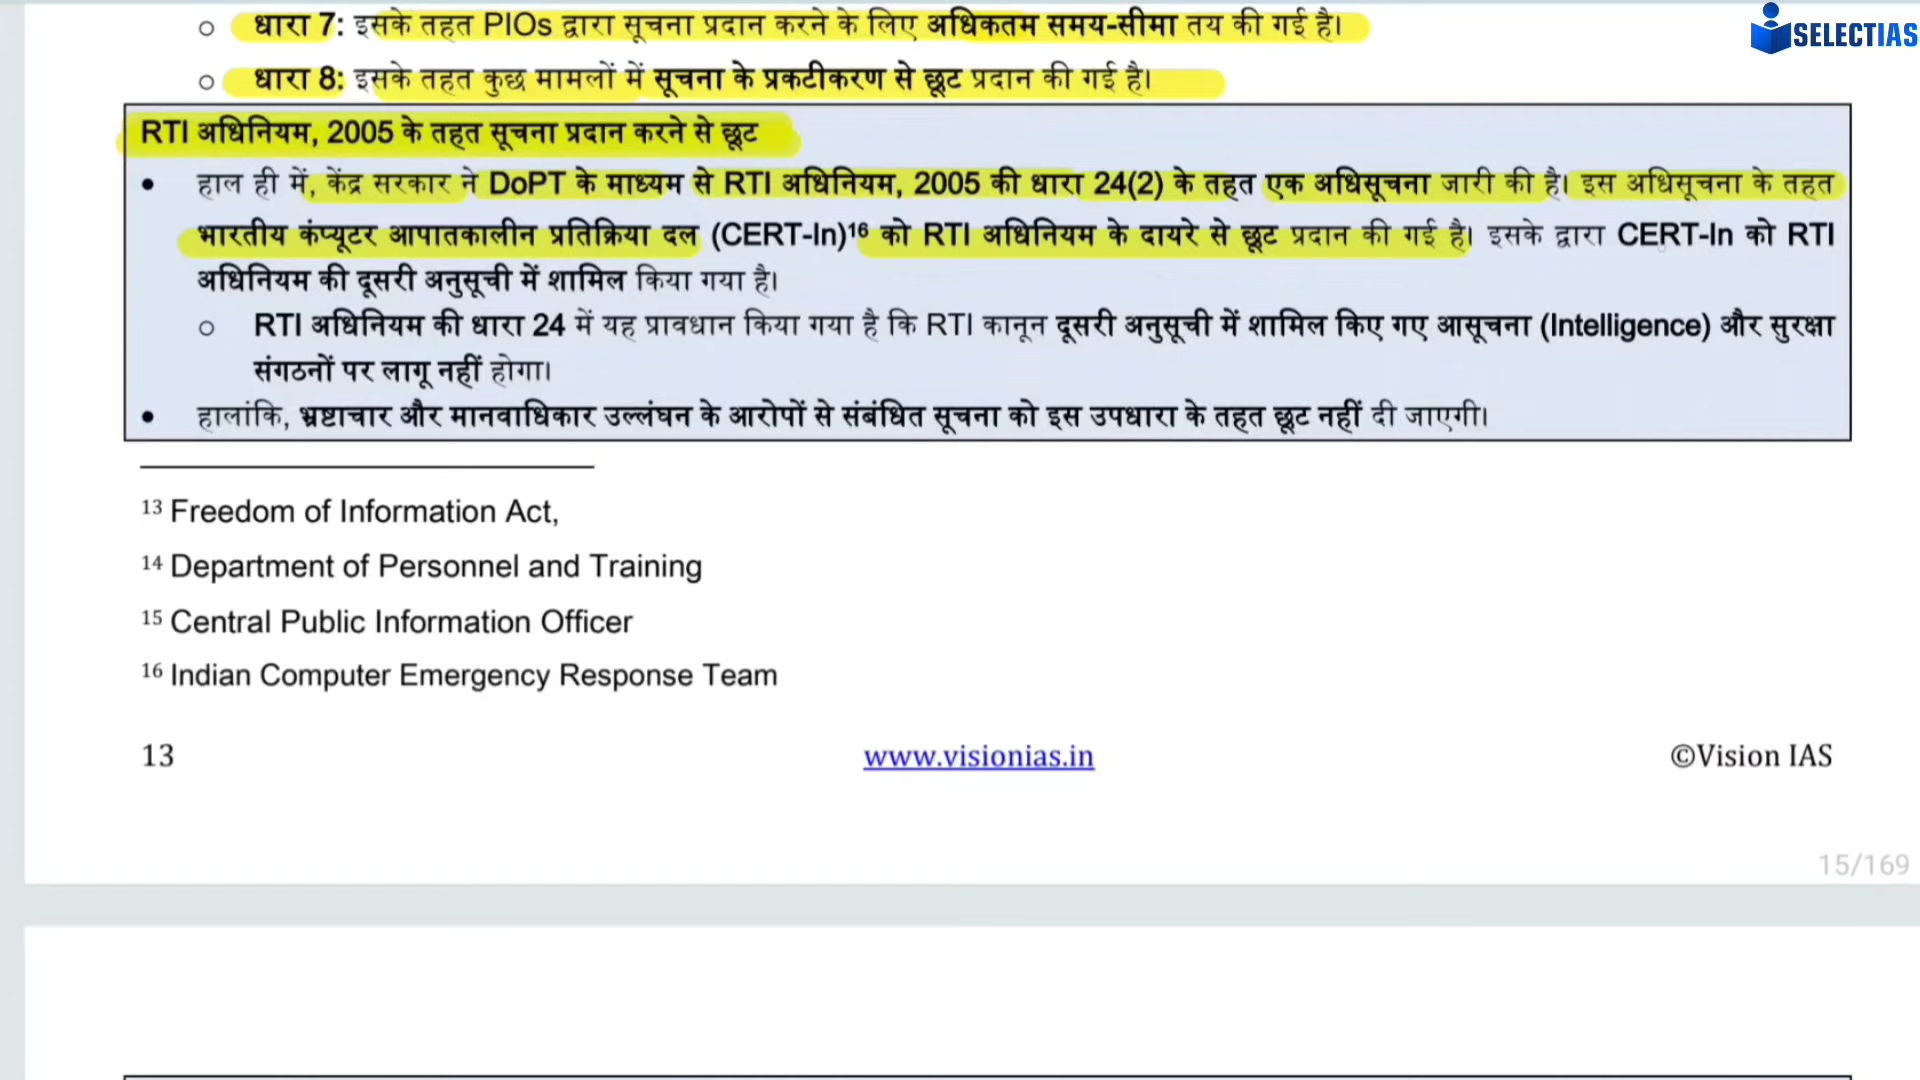 SELECTIAS
○ धारा 7: इसके तहत PIOs द्वारा सूचना प्रदान करने के लिए अधिकतम समय-सीमा तय की गई है।
○ धारा 8: इसके तहत कुछ मामलों में सूचना के प्रकटीकरण से छूट प्रदान की गई है।
RTI अधिनियम, 2005 के तहत सूचना प्रदान करने से छूट
● हाल ही में, केंद्र सरकार ने DoPT के माध्यम से RTI अधिनियम, 2005 की धारा 24(2) के तहत एक अधिसूचना जारी की है। इस अधिसूचना के तहत
भारतीय कंप्यूटर आपातकालीन प्रतिक्रिया दल (CERT-In)¹⁶ को RTI अधिनियम के दायरे से छूट प्रदान की गई है। इसके द्वारा CERT-In को RTI
अधिनियम की दूसरी अनुसूची में शामिल किया गया है।
○ RTI अधिनियम की धारा 24 में यह प्रावधान किया गया है कि RTI कानून दूसरी अनुसूची में शामिल किए गए आसूचना (Intelligence) और सुरक्षा
संगठनों पर लागू नहीं होगा।
● हालांकि, भ्रष्टाचार और मानवाधिकार उल्लंघन के आरोपों से संबंधित सूचना को इस उपधारा के तहत छूट नहीं दी जाएगी।
¹³ Freedom of Information Act,
¹⁴ Department of Personnel and Training
¹⁵ Central Public Information Officer
¹⁶ Indian Computer Emergency Response Team
13 www.visionias.in ©Vision IAS
15/169